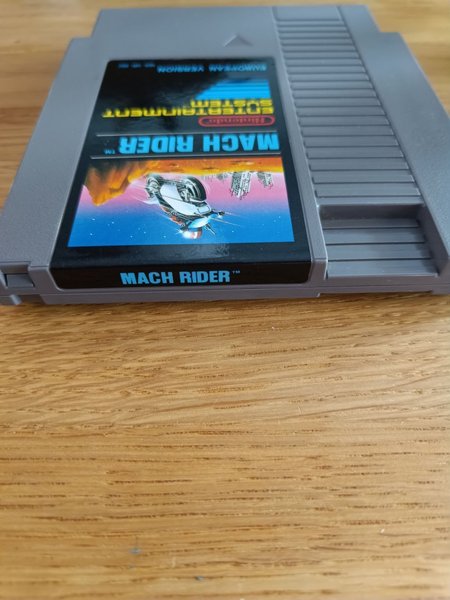 MACH RIDER™
MACH RIDER™
Nintendo
ENTERTAINMENT
SYSTEM
EUROPEAN VERSION